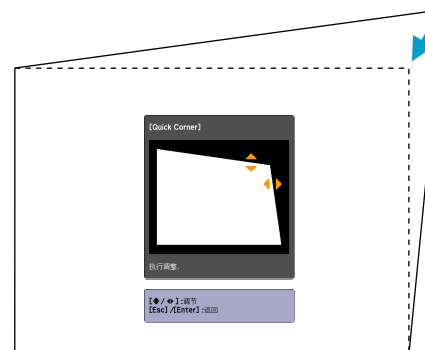 [Quick Corner]
执行调整。
[ / ] :调节
[Esc] /[Enter] :返回